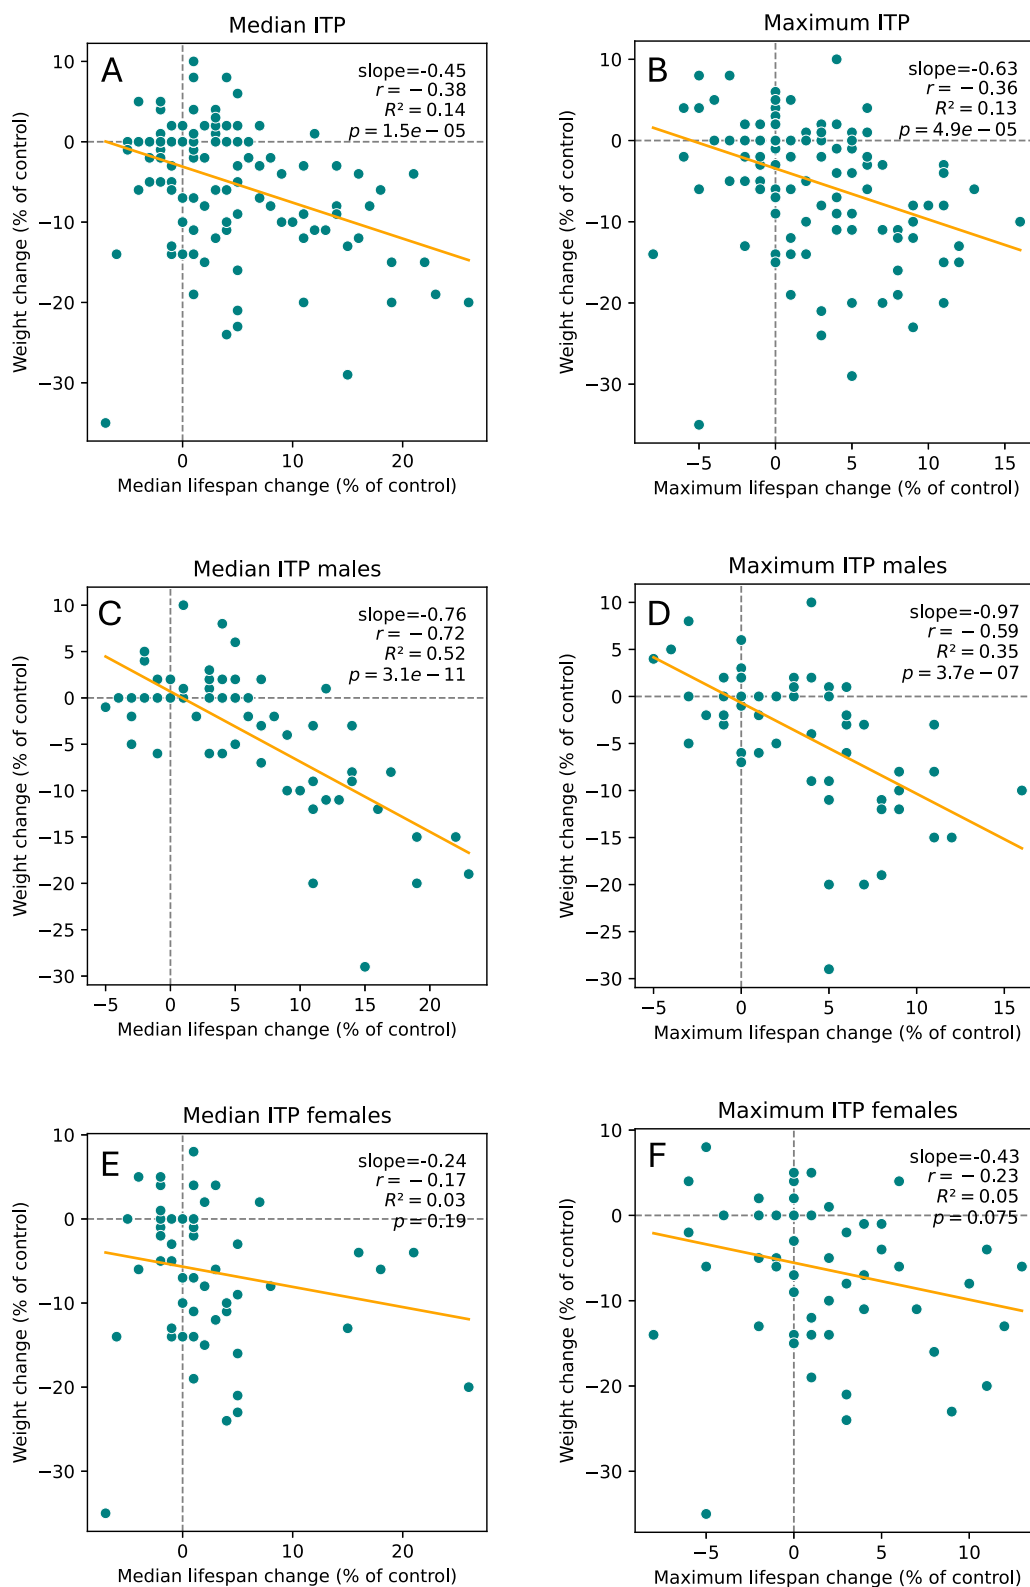 Median ITP
A
slope=-0.45
r = −0.38
R² = 0.14
p = 1.5e − 05
10
0
−10
−20
−30
0
10
20
Weight change (% of control)
Median lifespan change (% of control)
Maximum ITP
B
slope=-0.63
r = −0.36
R² = 0.13
p = 4.9e − 05
10
5
0
−5
−10
−20
−30
−5
0
5
10
15
Weight change (% of control)
Maximum lifespan change (% of control)
Median ITP males
C
slope=-0.76
r = −0.72
R² = 0.52
p = 3.1e − 11
10
5
0
−5
−10
−15
−20
−25
−30
−5
0
5
10
15
20
Weight change (% of control)
Median lifespan change (% of control)
Maximum ITP males
D
slope=-0.97
r = −0.59
R² = 0.35
p = 3.7e − 07
10
5
0
−5
−10
−15
−20
−25
−30
−5
0
5
10
15
Weight change (% of control)
Maximum lifespan change (% of control)
Median ITP females
E
slope=-0.24
r = −0.17
R² = 0.03
p = 0.19
10
0
−10
−20
−30
0
10
20
Weight change (% of control)
Median lifespan change (% of control)
Maximum ITP females
F
slope=-0.43
r = −0.23
R² = 0.05
p = 0.075
10
0
−10
−20
−30
−5
0
5
10
Weight change (% of control)
Maximum lifespan change (% of control)